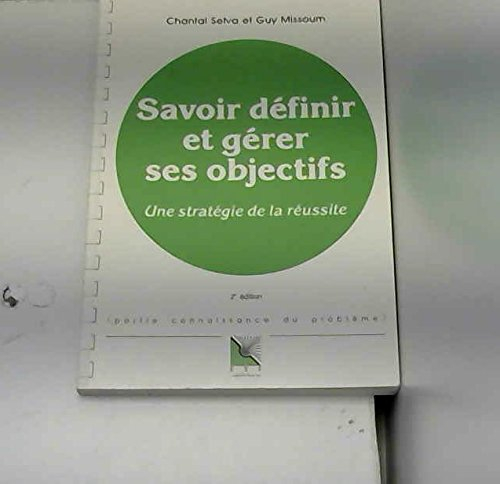 Chantal Selva et Guy Missoum
Savoir définir
et gérer
ses objectifs
Une stratégie de la réussite
2e édition
(partie connaissance du problème)